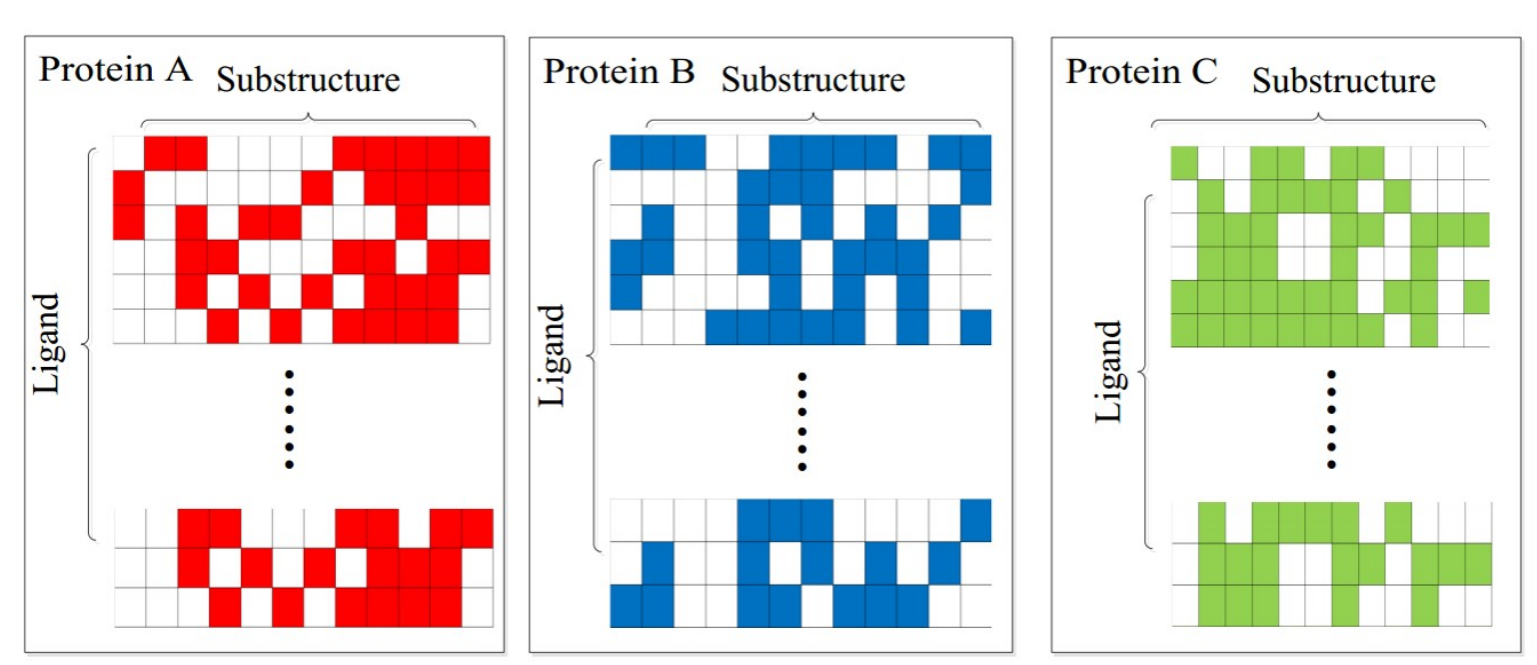 Protein A
Substructure
Ligand
Protein B
Substructure
Ligand
Protein C
Substructure
Ligand